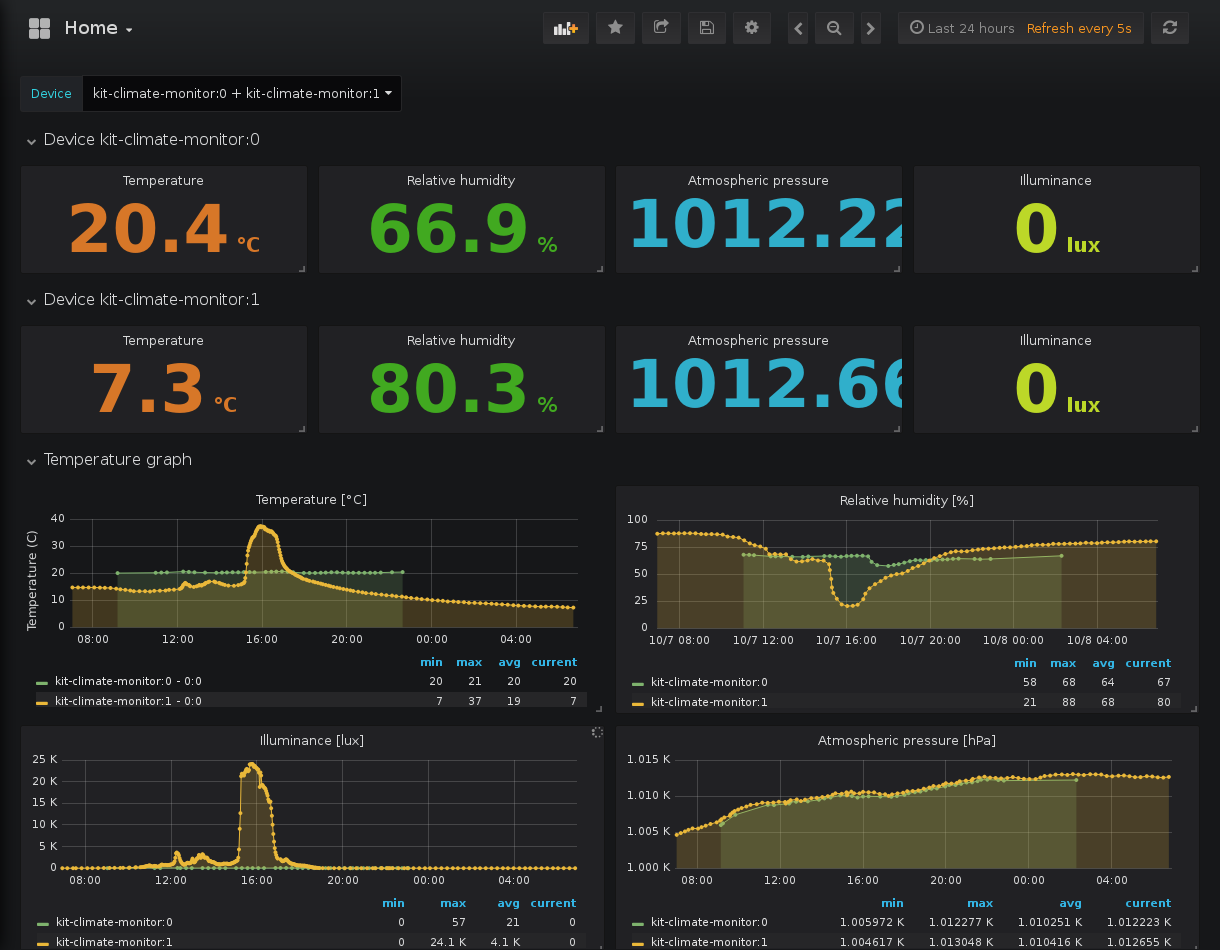 Home
Last 24 hours Refresh every 5s
Device kit-climate-monitor:0 + kit-climate-monitor:1
Device kit-climate-monitor:0
Temperature Relative humidity Atmospheric pressure Illuminance
20.4 °C 66.9 % 1012.22 0 lux
Device kit-climate-monitor:1
Temperature Relative humidity Atmospheric pressure Illuminance
7.3 °C 80.3 % 1012.66 0 lux
Temperature graph
Temperature [°C]
Temperature (C)
40
30
20
10
0
08:00 12:00 16:00 20:00 00:00 04:00
min max avg current
kit-climate-monitor:0 - 0:0 20 21 20 20
kit-climate-monitor:1 - 0:0 7 37 19 7
Relative humidity [%]
100
75
50
25
0
10/7 08:00 10/7 12:00 10/7 16:00 10/7 20:00 10/8 00:00 10/8 04:00
min max avg current
kit-climate-monitor:0 58 68 64 67
kit-climate-monitor:1 21 88 68 80
Illuminance [lux]
25 K
20 K
15 K
10 K
5 K
0
08:00 12:00 16:00 20:00 00:00 04:00
min max avg current
kit-climate-monitor:0 0 57 21 0
kit-climate-monitor:1 0 24.1 K 4.1 K 0
Atmospheric pressure [hPa]
1.015 K
1.010 K
1.005 K
1.000 K
08:00 12:00 16:00 20:00 00:00 04:00
min max avg current
kit-climate-monitor:0 1.005972 K 1.012277 K 1.010251 K 1.012223 K
kit-climate-monitor:1 1.004617 K 1.013048 K 1.010416 K 1.012655 K